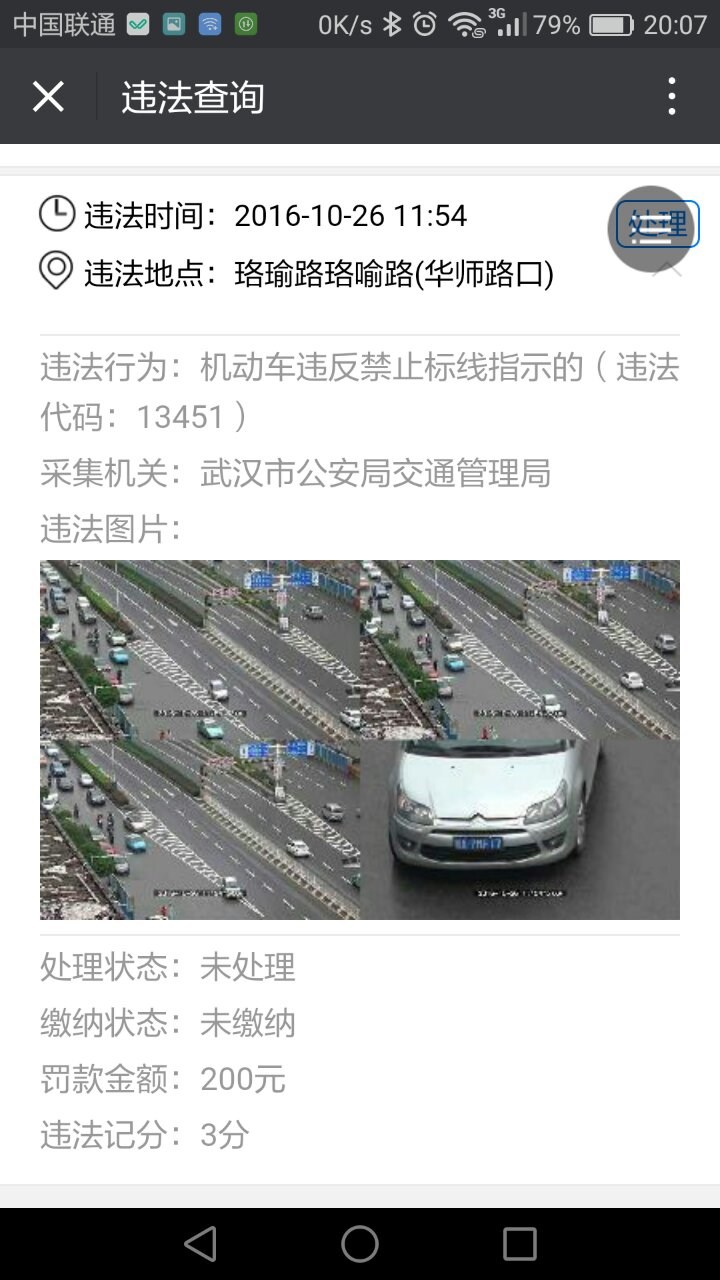 中国联通 0K/s 3G 79% 20:07
违法查询
违法时间：2016-10-26 11:54
处理
违法地点：珞瑜路珞喻路(华师路口)
违法行为：机动车违反禁止标线指示的（违法
代码：13451）
采集机关：武汉市公安局交通管理局
违法图片：
处理状态：未处理
缴纳状态：未缴纳
罚款金额：200元
违法记分：3分